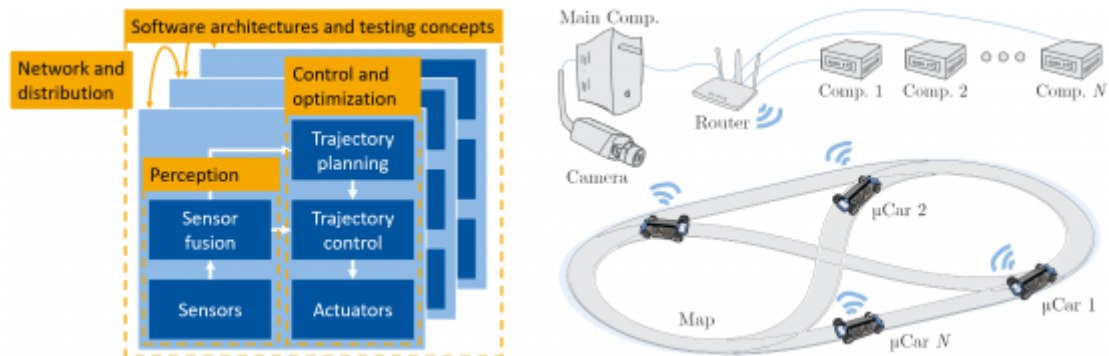 Software architectures and testing concepts
Network and
distribution
Control and
optimization
Trajectory
planning
Perception
Sensor
fusion
Trajectory
control
Sensors
Actuators
Main Comp.
Router
Comp. 1
Comp. 2
Comp. N
Camera
μCar 2
μCar 1
Map
μCar N